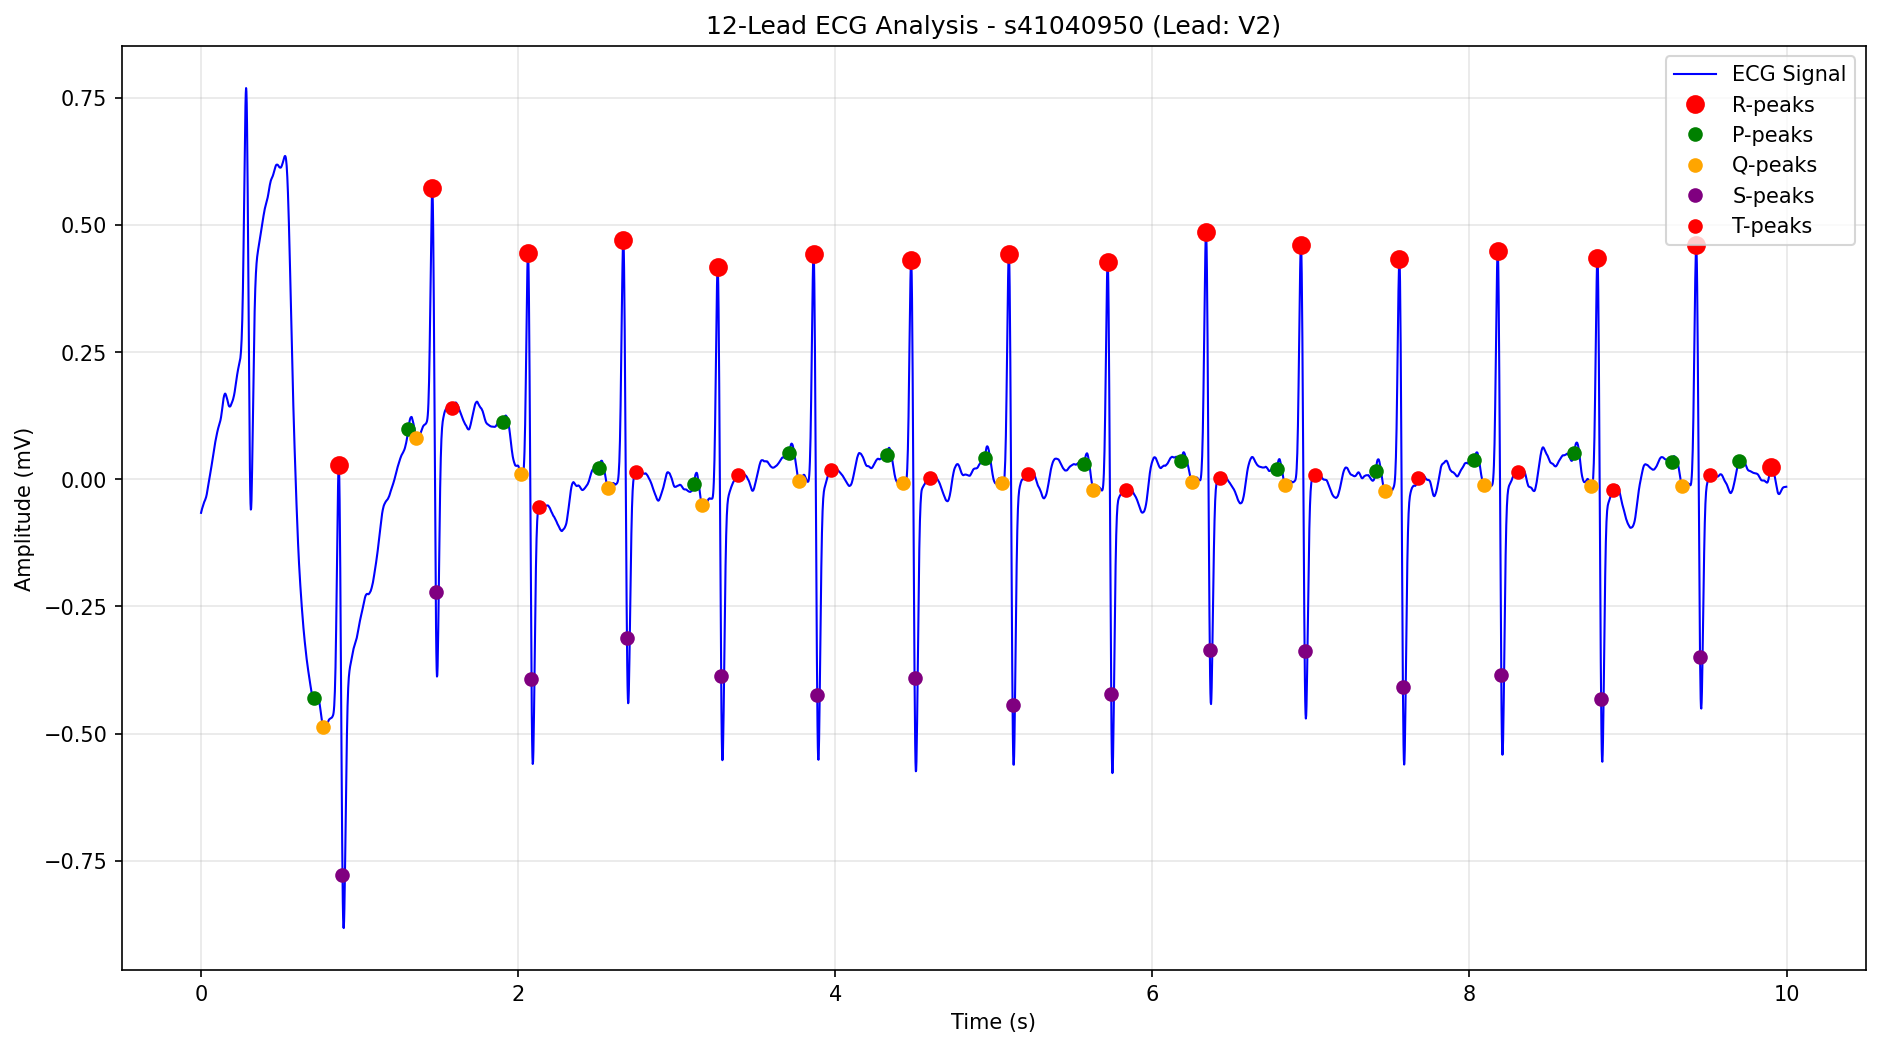 12-Lead ECG Analysis - s41040950 (Lead: V2)
ECG Signal
R-peaks
P-peaks
Q-peaks
S-peaks
T-peaks
Amplitude (mV)
0.75
0.50
0.25
0.00
−0.25
−0.50
−0.75
0 2 4 6 8 10
Time (s)